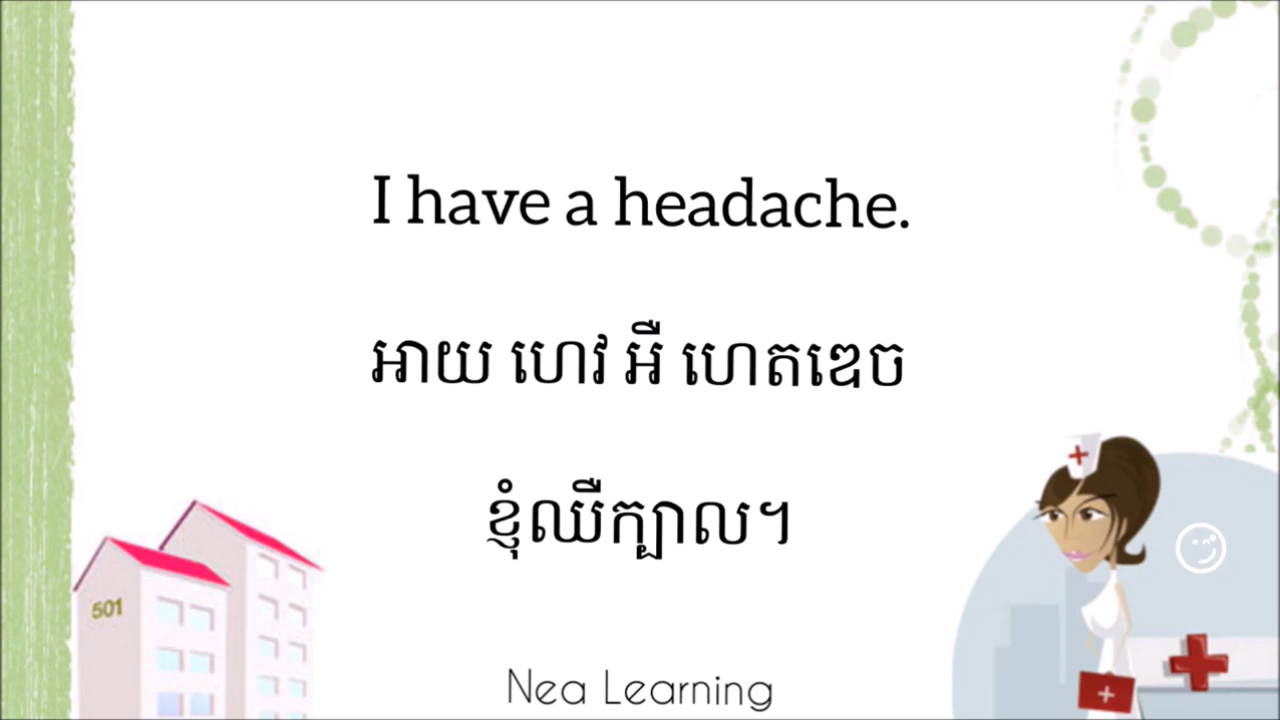 I have a headache.
អាយ ហេវ អឺ ហេតឌេច
ខ្ញុំឈឺក្បាល។
501
Nea Learning